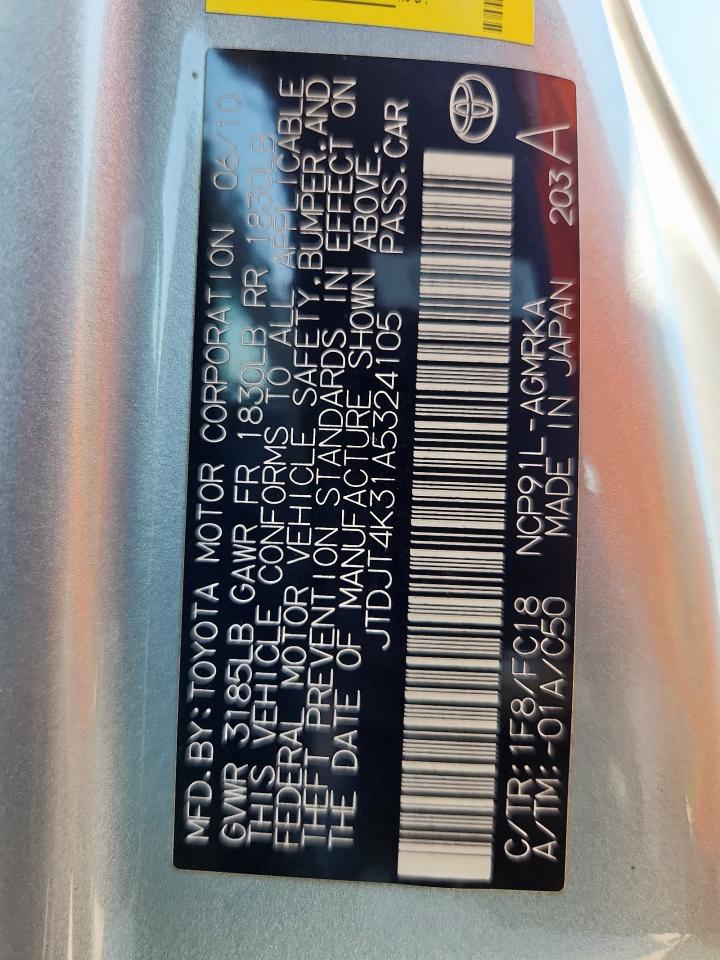 MFD.BY:TOYOTA MOTOR CORPORATION 06/10
GVWR 3185LB GAWR FR 1830LB RR 1830LB
THIS VEHICLE CONFORMS TO ALL APPLICABLE
FEDERAL MOTOR VEHICLE SAFETY,BUMPER,AND
THEFT PREVENTION STANDARDS IN EFFECT ON
THE DATE OF MANUFACTURE SHOWN ABOVE.
JTDJT4K31A5324105 PASS.CAR
C/TR:1F8/FC18 NCP91L-AGMRKA
A/TM:-01A/C50 MADE IN JAPAN 203 A